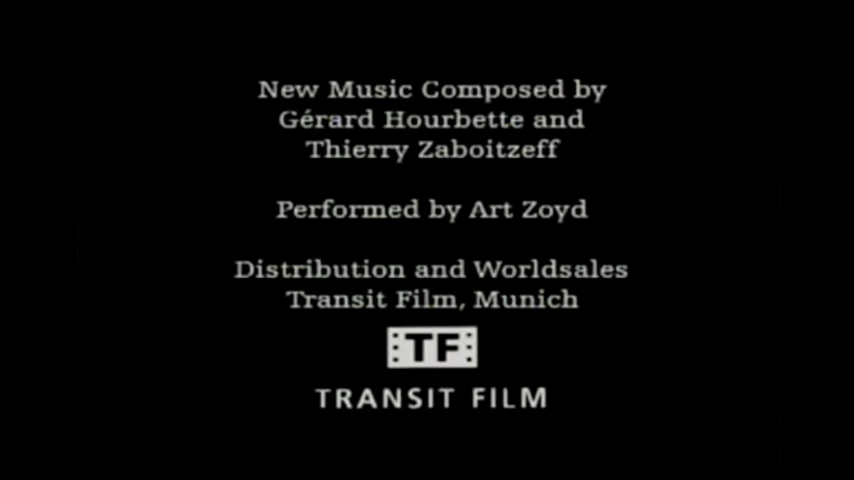 New Music Composed by
Gérard Hourbette and
Thierry Zaboitzeff
Performed by Art Zoyd
Distribution and Worldsales
Transit Film, Munich
TF
TRANSIT FILM